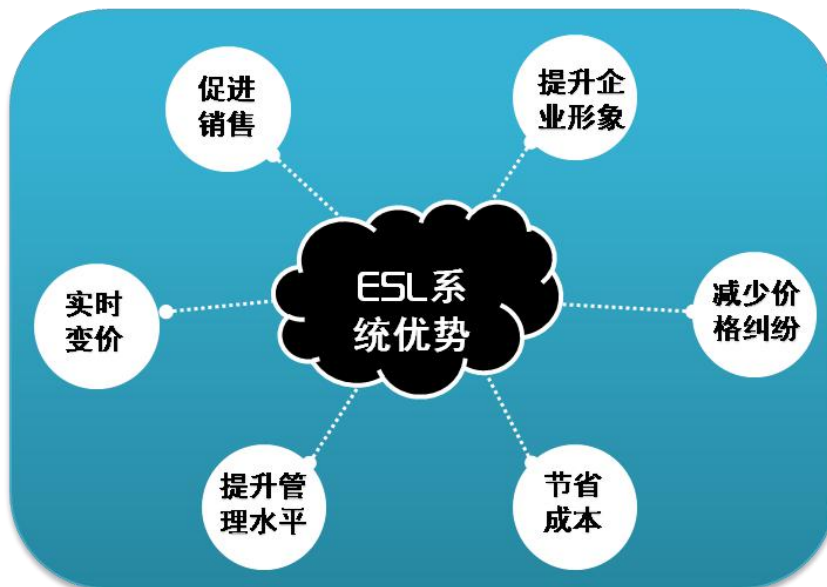 促进
销售
提升企
业形象
ESL系
统优势
实时
变价
减少价
格纠纷
提升管
理水平
节省
成本